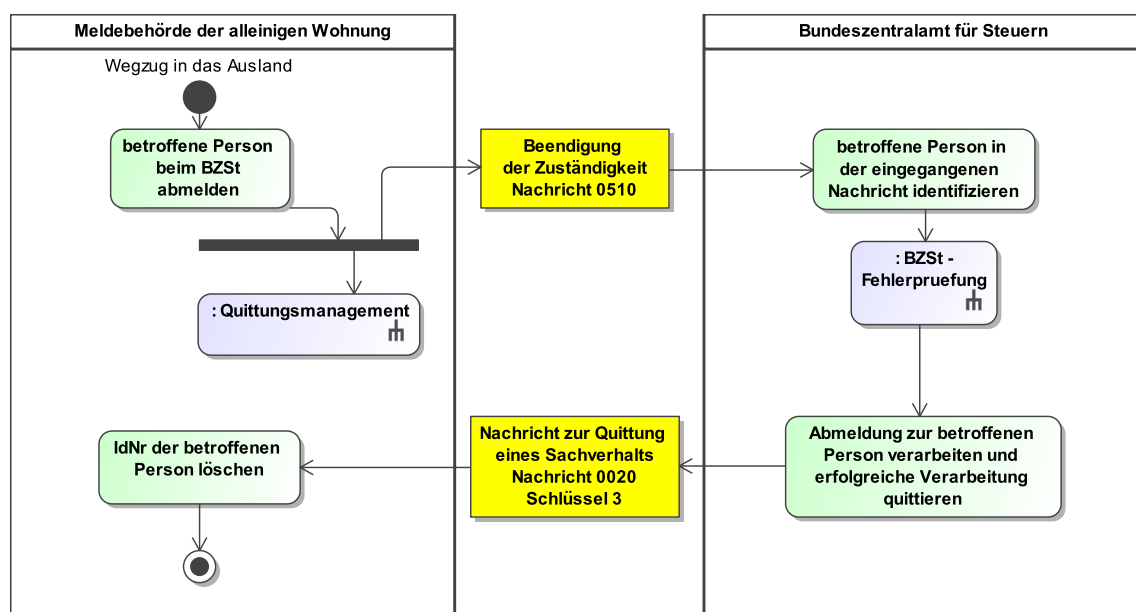 Meldebehörde der alleinigen Wohnung
Bundeszentralamt für Steuern
Wegzug in das Ausland
betroffene Person
beim BZSt
abmelden
Beendigung
der Zuständigkeit
Nachricht 0510
betroffene Person in
der eingegangenen
Nachricht identifizieren
: BZSt -
Fehlerpruefung
: Quittungsmanagement
IdNr der betroffenen
Person löschen
Nachricht zur Quittung
eines Sachverhalts
Nachricht 0020
Schlüssel 3
Abmeldung zur betroffenen
Person verarbeiten und
erfolgreiche Verarbeitung
quittieren